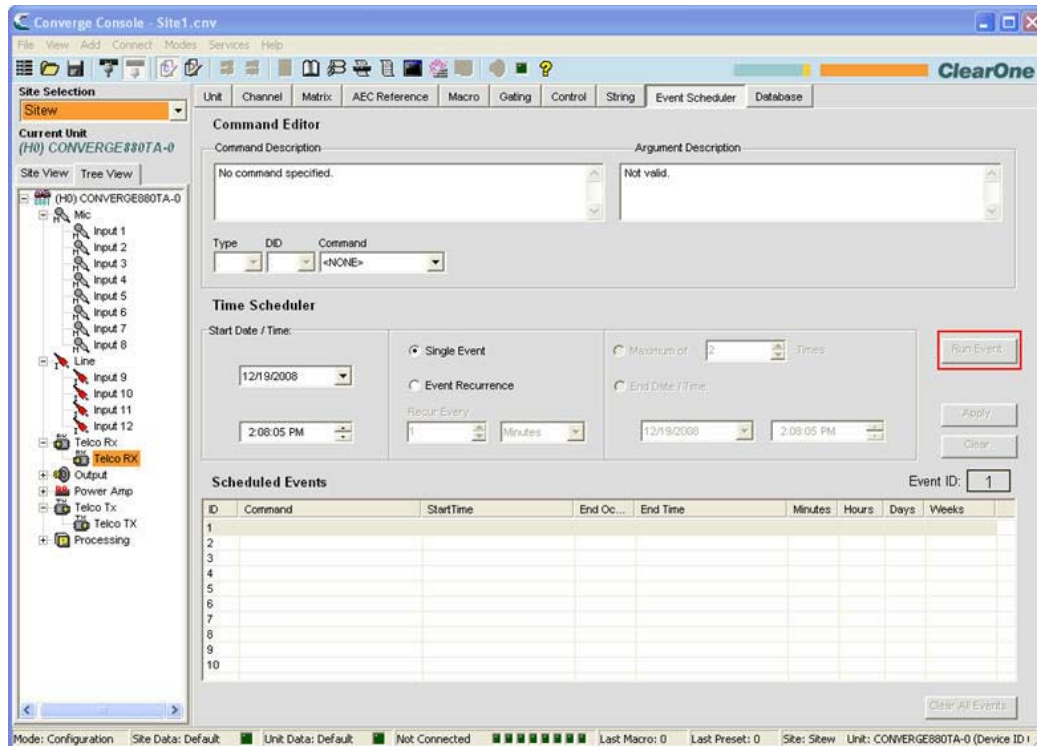 Converge Console - Site1.cnv
File View Add Connect Modes Services Help
ClearOne
Site Selection
Sitew
Current Unit
(H0) CONVERGE880TA-0
Site View Tree View
(H0) CONVERGE880TA-0
Mic
Input 1
Input 2
Input 3
Input 4
Input 5
Input 6
Input 7
Input 8
Line
Input 9
Input 10
Input 11
Input 12
Telco Rx
Telco RX
Output
Power Amp
Telco Tx
Telco TX
Processing
Unit Channel Matrix AEC Reference Macro Gating Control String Event Scheduler Database
Command Editor
Command Description Argument Description
No command specified. Not valid.
Type DID Command
<NONE>
Time Scheduler
Start Date / Time:
Single Event Maximum of 2 Times Run Event
12/19/2008
Event Recurrence End Date / Time
Recur Every Apply
2:08:05 PM 1 Minutes 12/19/2008 2:08:05 PM
Clear
Scheduled Events Event ID: 1
ID Command StartTime End Oc... End Time Minutes Hours Days Weeks
1
2
3
4
5
6
7
8
9
10
Clear All Events
Mode: Configuration Site Data: Default Unit Data: Default Not Connected Last Macro: 0 Last Preset: 0 Site: Sitew Unit: CONVERGE880TA-0 (Device ID